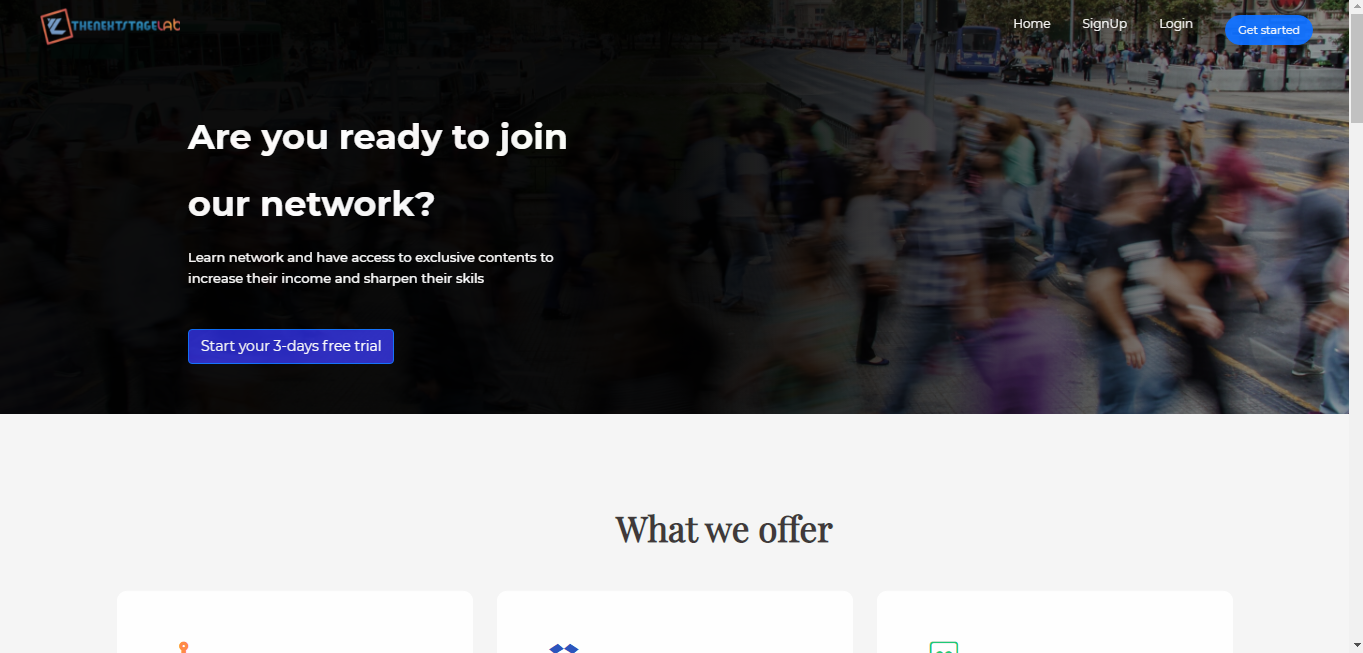 THENEXTSTAGELAB
Home
SignUp
Login
Get started
Are you ready to join
our network?
Learn network and have access to exclusive contents to
increase their income and sharpen their skils
Start your 3-days free trial
What we offer